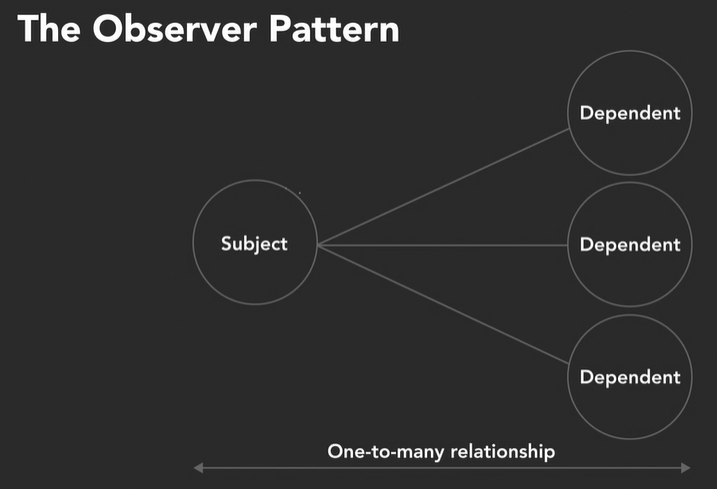 The Observer Pattern
Dependent
Subject
Dependent
Dependent
One-to-many relationship